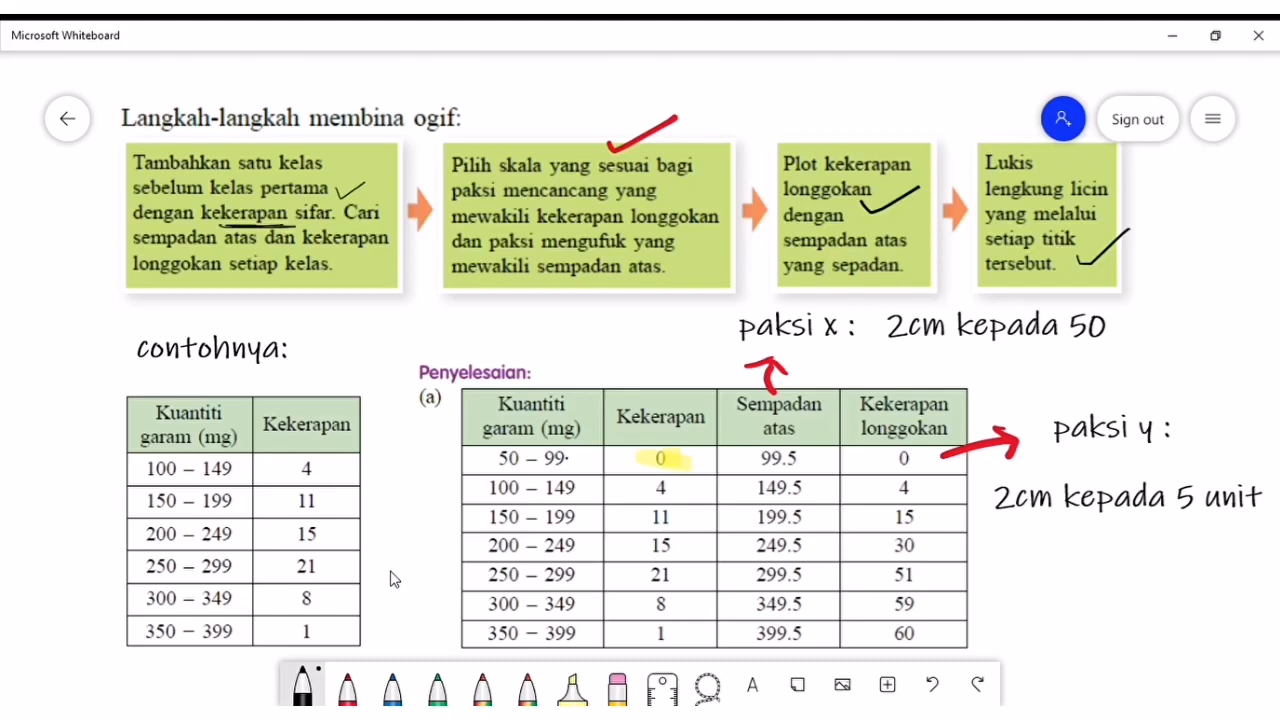 Microsoft Whiteboard
Langkah-langkah membina ogif:
Sign out
Tambahkan satu kelas
sebelum kelas pertama
dengan kekerapan sifar. Cari
sempadan atas dan kekerapan
longgokan setiap kelas.
Pilih skala yang sesuai bagi
paksi mencancang yang
mewakili kekerapan longgokan
dan paksi mengufuk yang
mewakili sempadan atas.
Plot kekerapan
longgokan
dengan
sempadan atas
yang sepadan.
Lukis
lengkung licin
yang melalui
setiap titik
tersebut.
paksi x : 2cm kepada 50
contohnya:
Kuantiti garam (mg) Kekerapan
100 – 149 4
150 – 199 11
200 – 249 15
250 – 299 21
300 – 349 8
350 – 399 1
Penyelesaian:
(a)
Kuantiti garam (mg) Kekerapan Sempadan atas Kekerapan longgokan
50 – 99 0 99.5 0
100 – 149 4 149.5 4
150 – 199 11 199.5 15
200 – 249 15 249.5 30
250 – 299 21 299.5 51
300 – 349 8 349.5 59
350 – 399 1 399.5 60
paksi y :
2cm kepada 5 unit
A